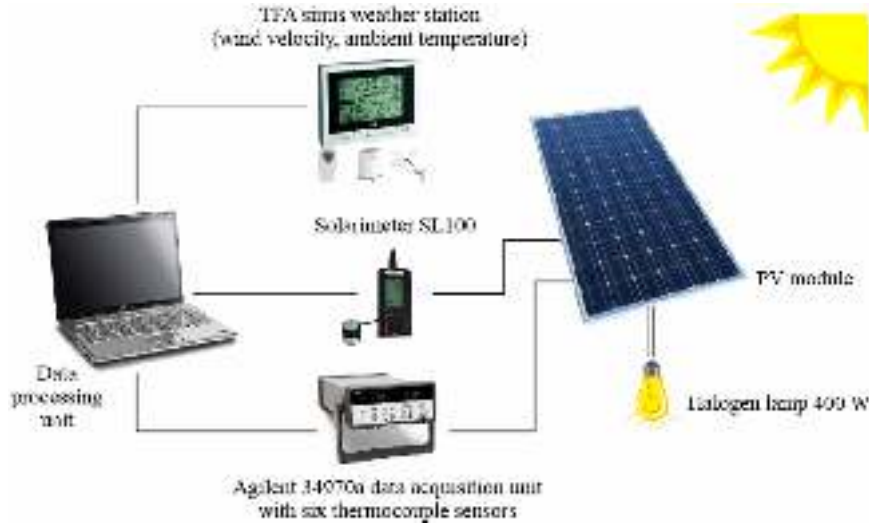 TFA sinus weather station
(wind velocity, ambient temperature)
Solarimeter SL100
PV module
Data
processing
unit
Halogen lamp 400 W
Agilent 34970a data acquisition unit
with six thermocouple sensors